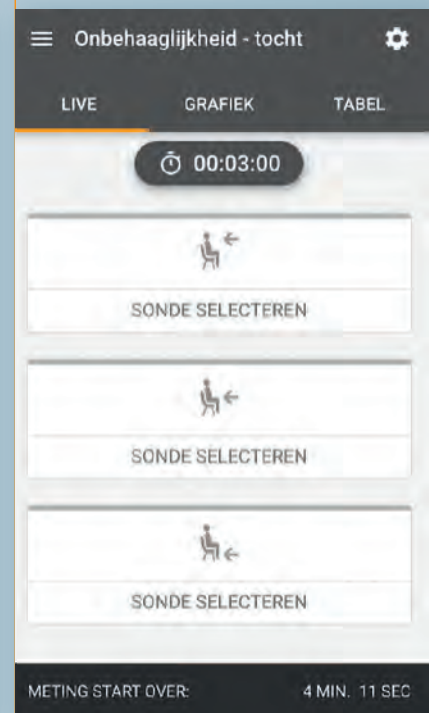 Onbehaaglijkheid - tocht
LIVE GRAFIEK TABEL
00:03:00
SONDE SELECTEREN
SONDE SELECTEREN
SONDE SELECTEREN
METING START OVER: 4 MIN. 11 SEC